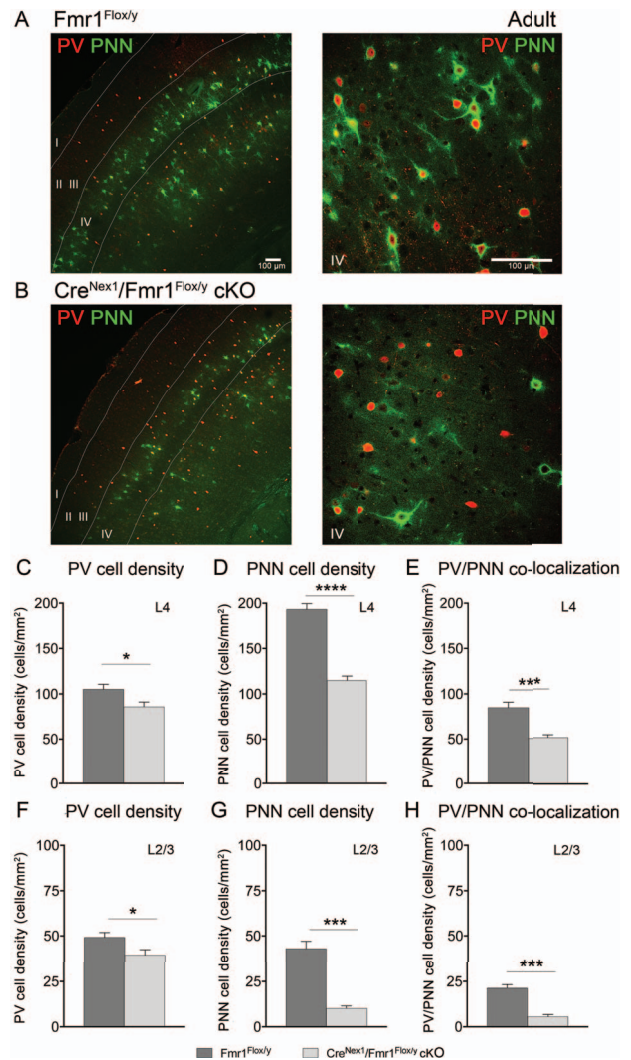 A Fmr1^Flox/y Adult
PV PNN PV PNN
I
II III
IV
100 µm
IV
100 µm
B Cre^Nex1/Fmr1^Flox/y cKO
PV PNN PV PNN
I
II III
IV
IV
C PV cell density D PNN cell density E PV/PNN co-localization
PV cell density (cells/mm²)
200
150
100
50
0
*
L4
PNN cell density (cells/mm²)
200
150
100
50
0
****
L4
PV/PNN cell density (cells/mm²)
200
150
100
50
0
***
L4
F PV cell density G PNN cell density H PV/PNN co-localization
PV cell density (cells/mm²)
100
75
50
25
0
*
L2/3
PNN cell density (cells/mm²)
100
75
50
25
0
***
L2/3
PV/PNN cell density (cells/mm²)
100
75
50
25
0
***
L2/3
Fmr1^Flox/y Cre^Nex1/Fmr1^Flox/y cKO